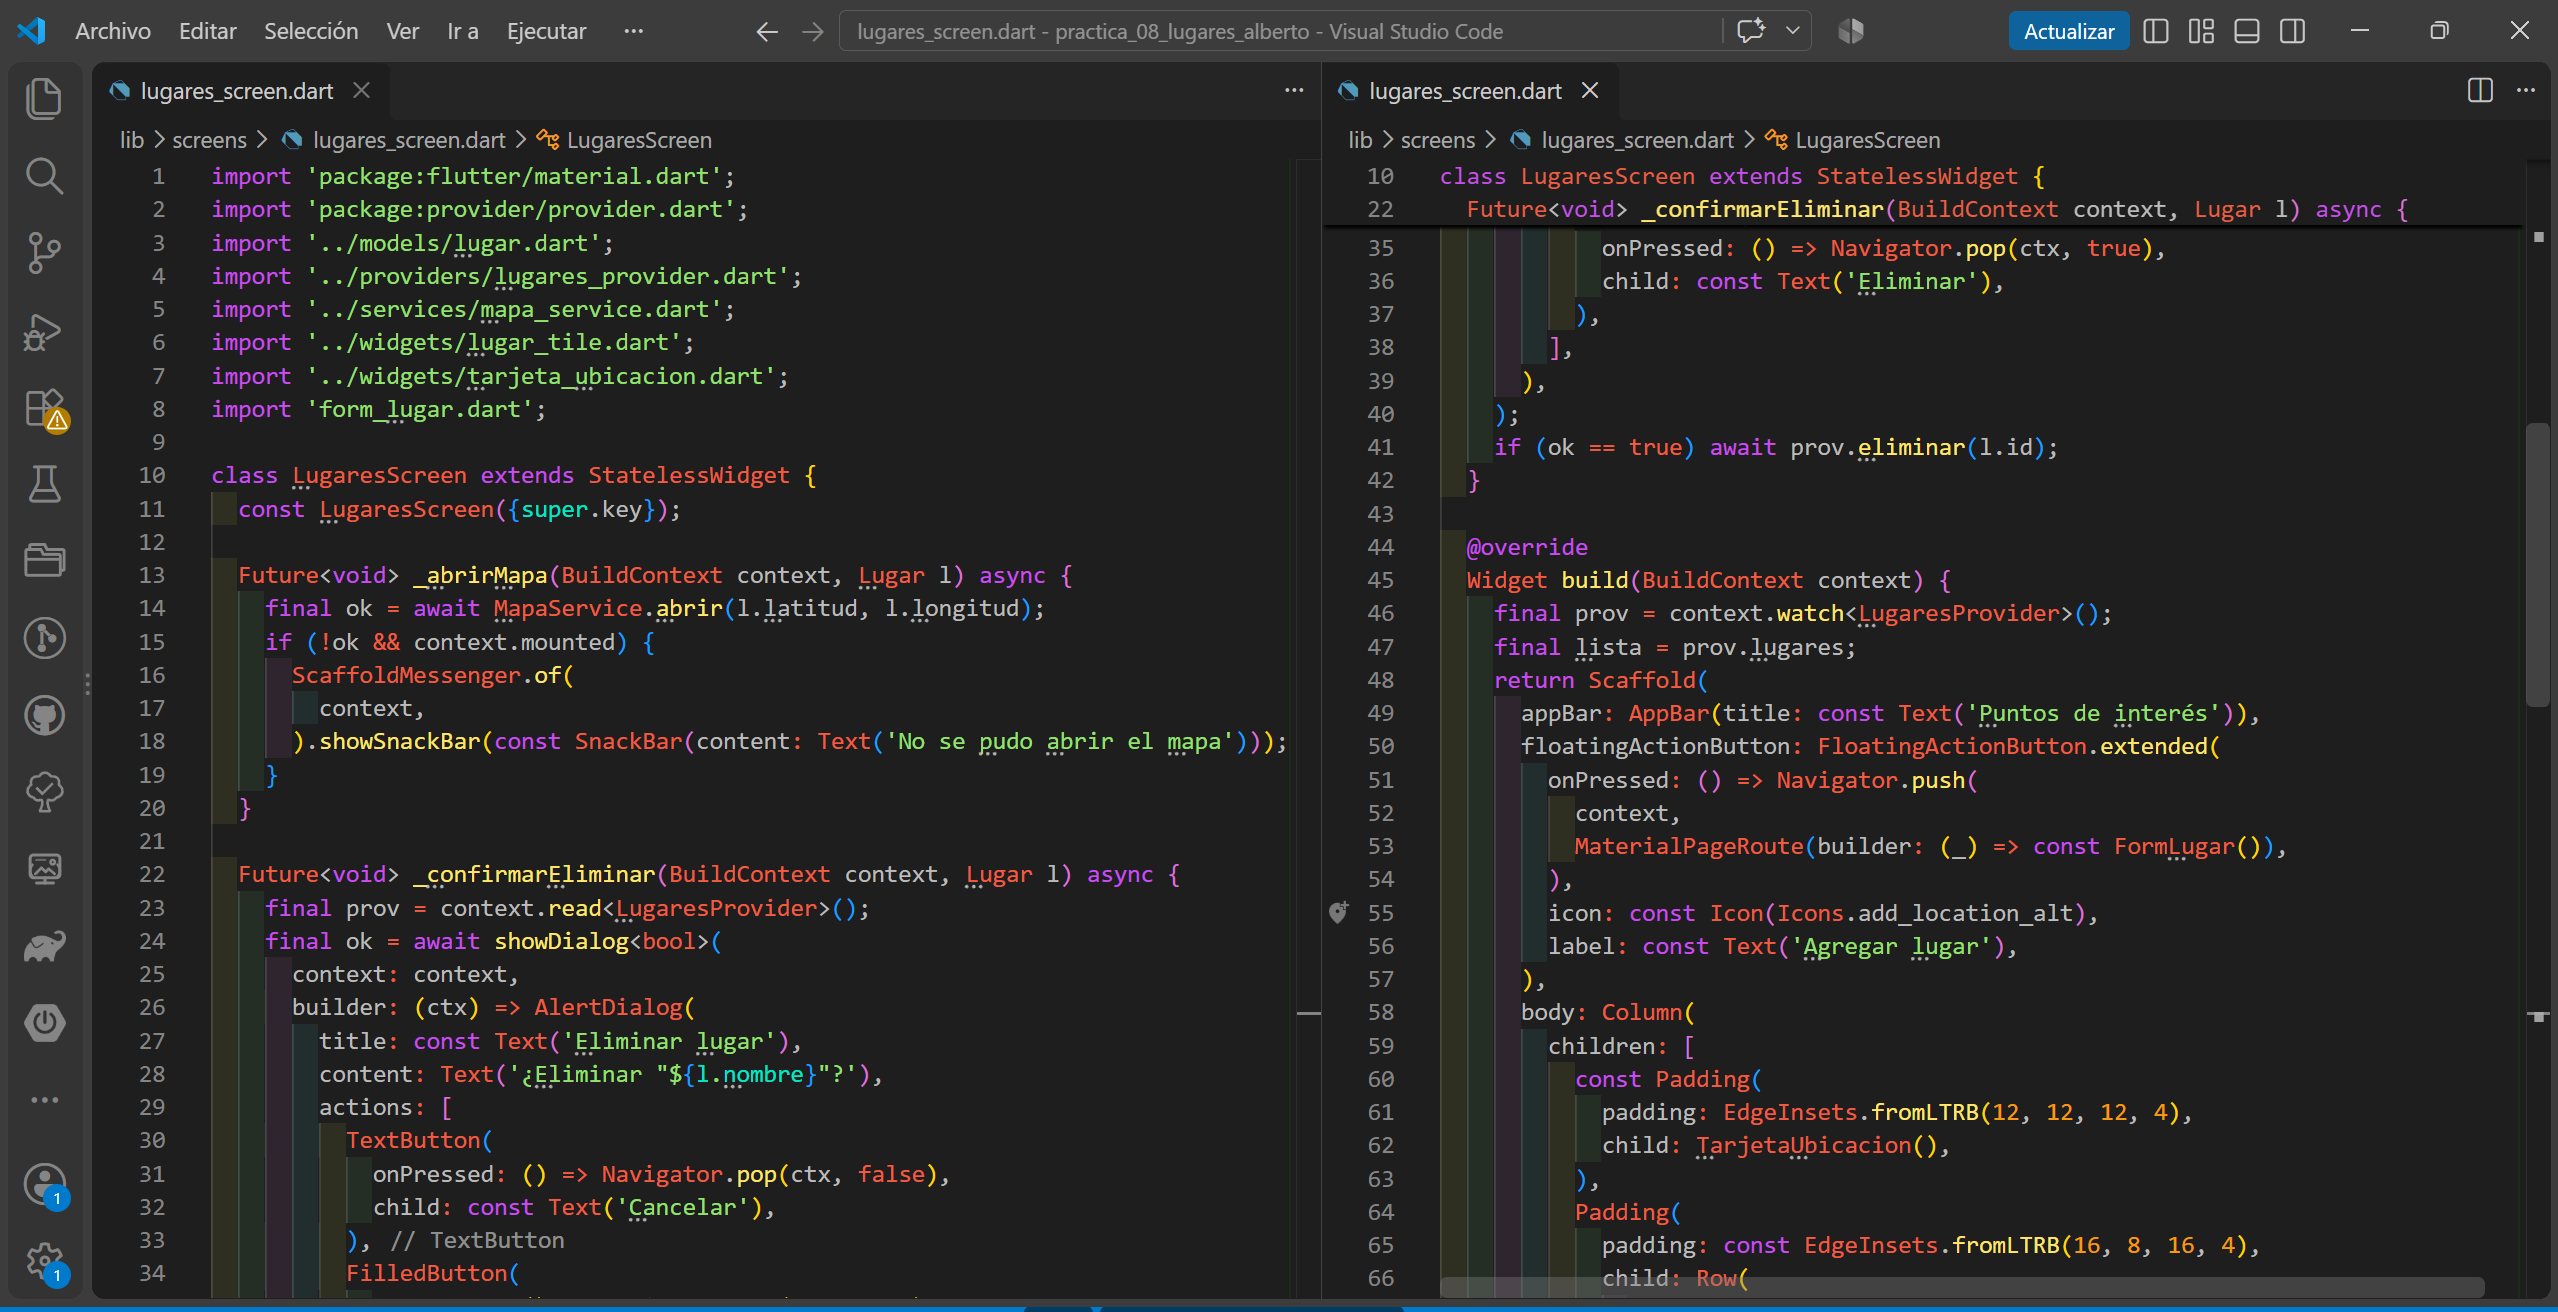 Archivo Editar Selección Ver Ir a Ejecutar ···
lugares_screen.dart - practica_08_lugares_alberto - Visual Studio Code
Actualizar
lugares_screen.dart
lib > screens > lugares_screen.dart > LugaresScreen
1 import 'package:flutter/material.dart';
2 import 'package:provider/provider.dart';
3 import '../models/lugar.dart';
4 import '../providers/lugares_provider.dart';
5 import '../services/mapa_service.dart';
6 import '../widgets/lugar_tile.dart';
7 import '../widgets/tarjeta_ubicacion.dart';
8 import 'form_lugar.dart';
9
10 class LugaresScreen extends StatelessWidget {
11 const LugaresScreen({super.key});
12
13 Future<void> _abrirMapa(BuildContext context, Lugar l) async {
14 final ok = await MapaService.abrir(l.latitud, l.longitud);
15 if (!ok && context.mounted) {
16 ScaffoldMessenger.of(
17 context,
18 ).showSnackBar(const SnackBar(content: Text('No se pudo abrir el mapa')));
19 }
20 }
21
22 Future<void> _confirmarEliminar(BuildContext context, Lugar l) async {
23 final prov = context.read<LugaresProvider>();
24 final ok = await showDialog<bool>(
25 context: context,
26 builder: (ctx) => AlertDialog(
27 title: const Text('Eliminar lugar'),
28 content: Text('¿Eliminar "${l.nombre}"?'),
29 actions: [
30 TextButton(
31 onPressed: () => Navigator.pop(ctx, false),
32 child: const Text('Cancelar'),
33 ), // TextButton
34 FilledButton(
1
1
lugares_screen.dart
lib > screens > lugares_screen.dart > LugaresScreen
10 class LugaresScreen extends StatelessWidget {
22 Future<void> _confirmarEliminar(BuildContext context, Lugar l) async {
35 onPressed: () => Navigator.pop(ctx, true),
36 child: const Text('Eliminar'),
37 ),
38 ],
39 ),
40 );
41 if (ok == true) await prov.eliminar(l.id);
42 }
43
44 @override
45 Widget build(BuildContext context) {
46 final prov = context.watch<LugaresProvider>();
47 final lista = prov.lugares;
48 return Scaffold(
49 appBar: AppBar(title: const Text('Puntos de interés')),
50 floatingActionButton: FloatingActionButton.extended(
51 onPressed: () => Navigator.push(
52 context,
53 MaterialPageRoute(builder: (_) => const FormLugar()),
54 ),
55 icon: const Icon(Icons.add_location_alt),
56 label: const Text('Agregar lugar'),
57 ),
58 body: Column(
59 children: [
60 const Padding(
61 padding: EdgeInsets.fromLTRB(12, 12, 12, 4),
62 child: TarjetaUbicacion(),
63 ),
64 Padding(
65 padding: const EdgeInsets.fromLTRB(16, 8, 16, 4),
66 child: Row(